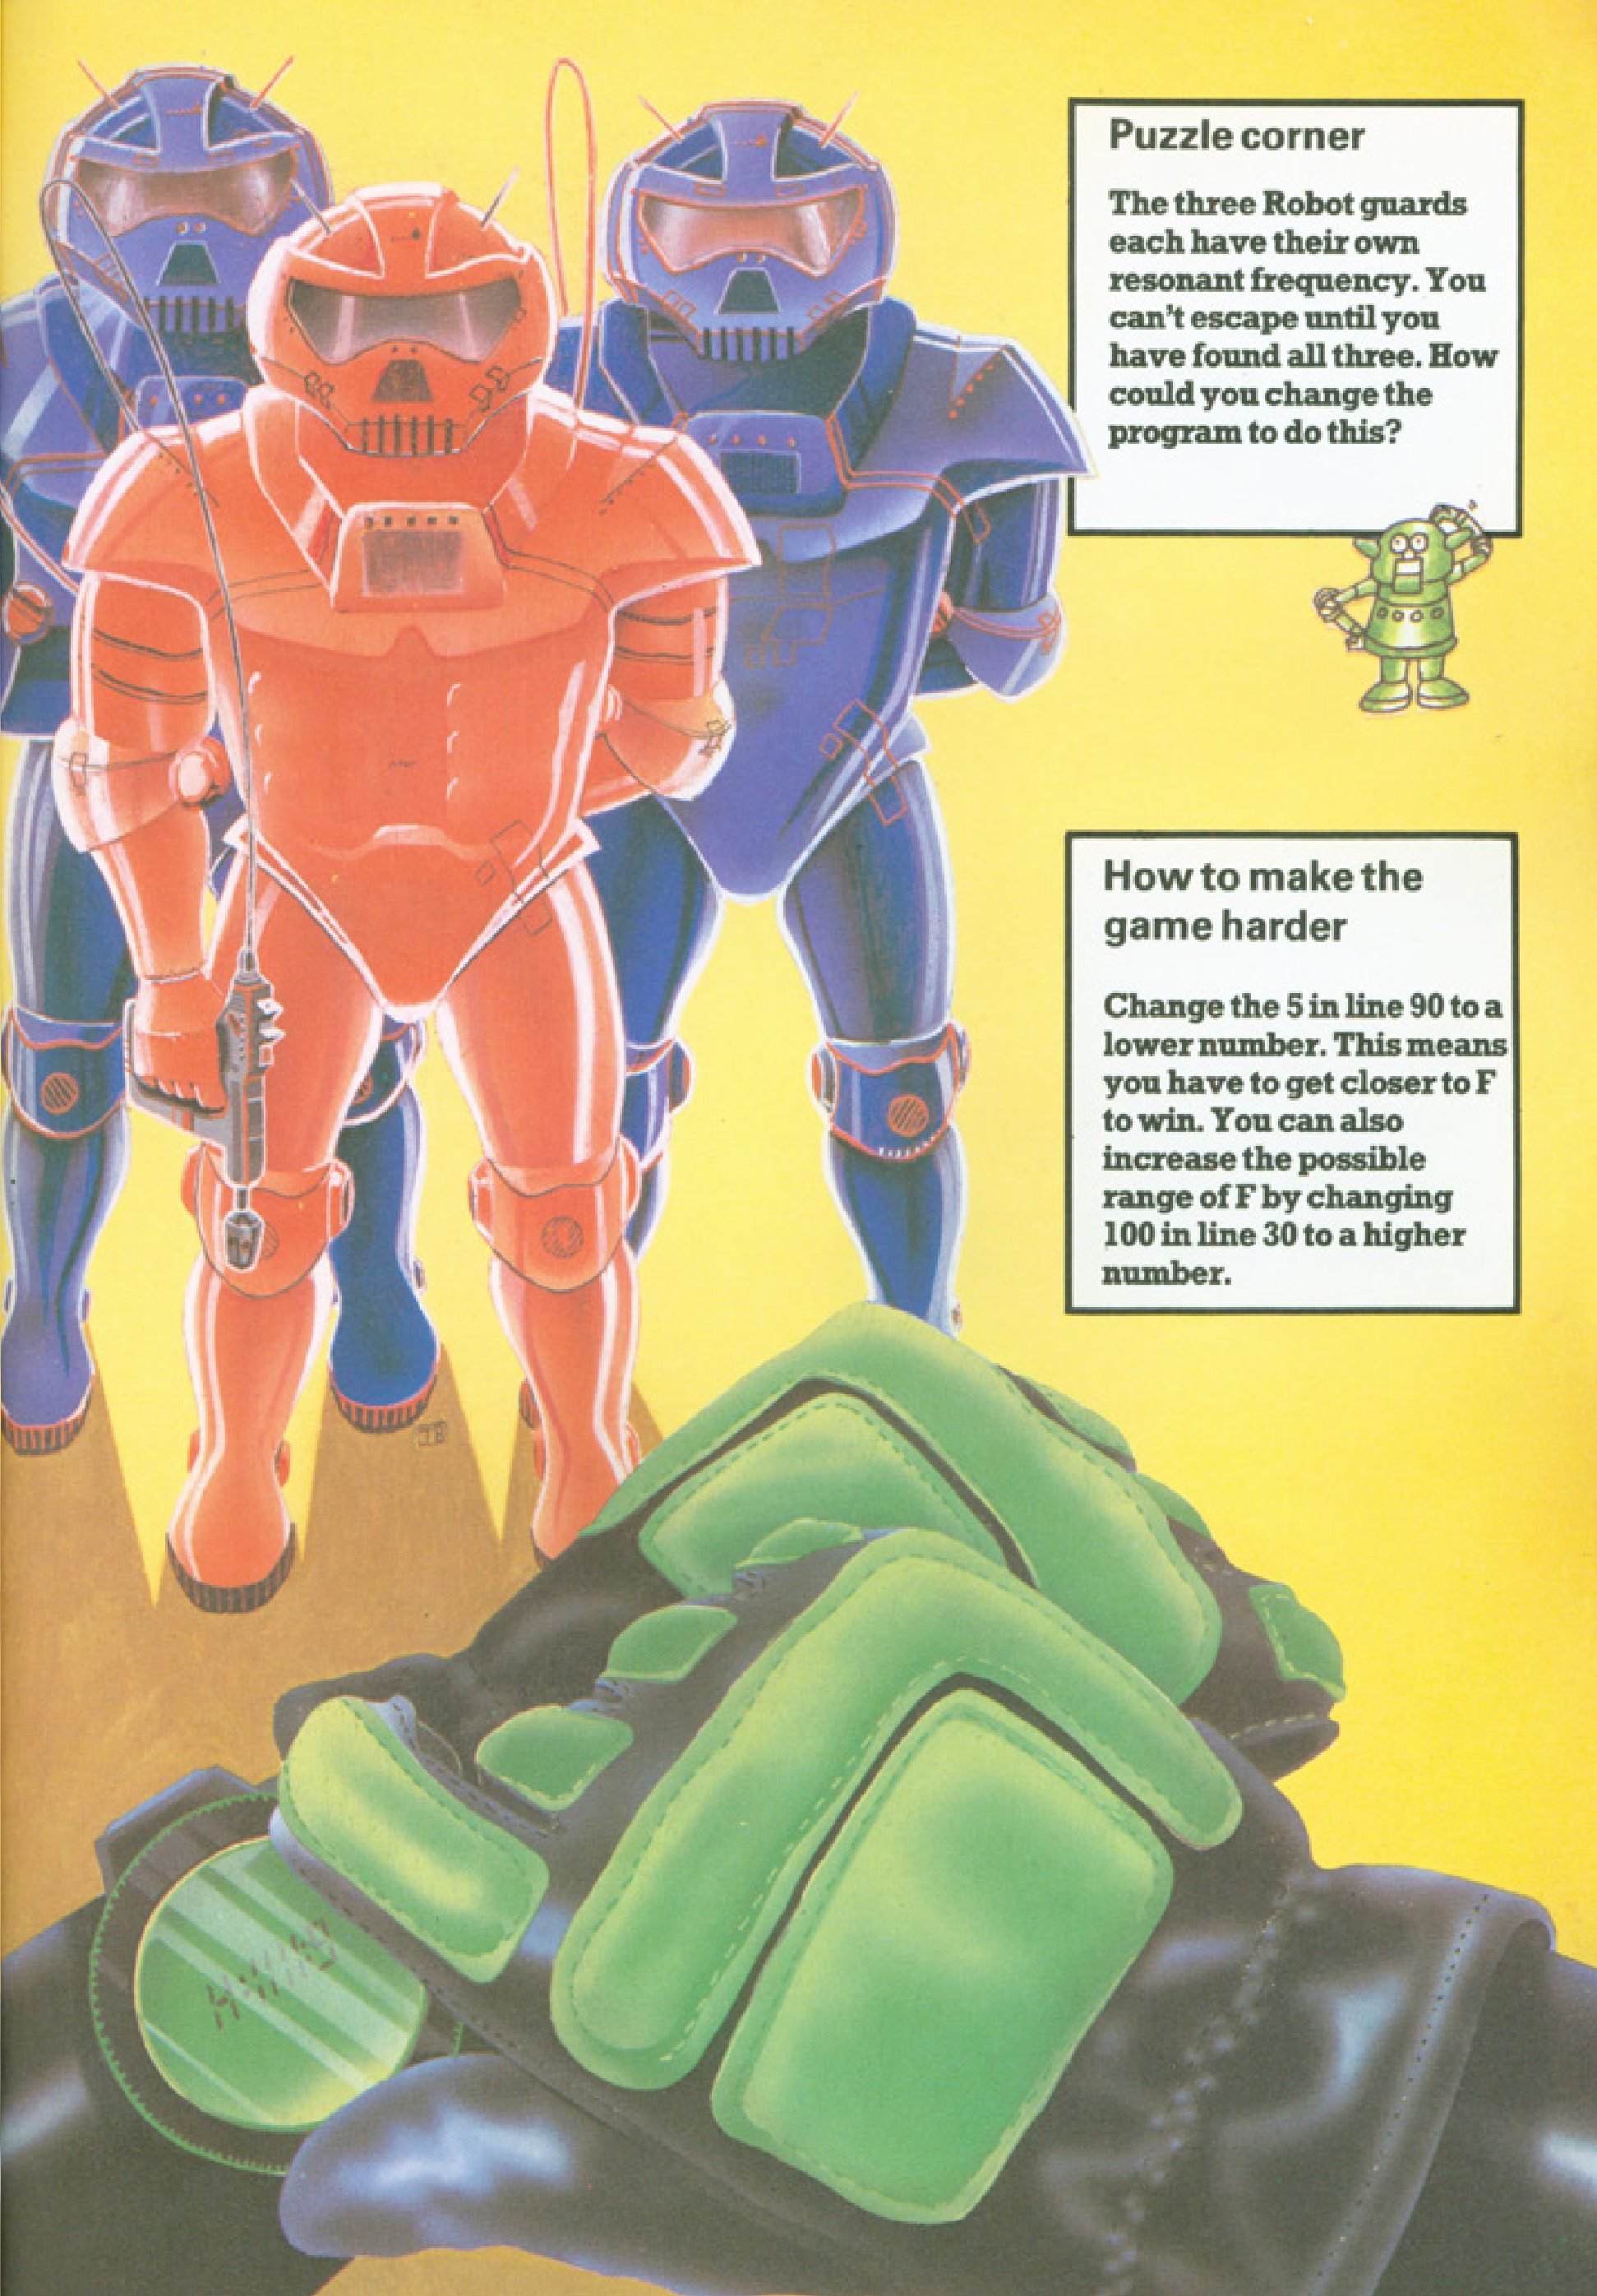 Puzzle corner
The three Robot guards
each have their own
resonant frequency. You
can't escape until you
have found all three. How
could you change the
program to do this?
How to make the
game harder
Change the 5 in line 90 to a
lower number. This means
you have to get closer to F
to win. You can also
increase the possible
range of F by changing
100 in line 30 to a higher
number.